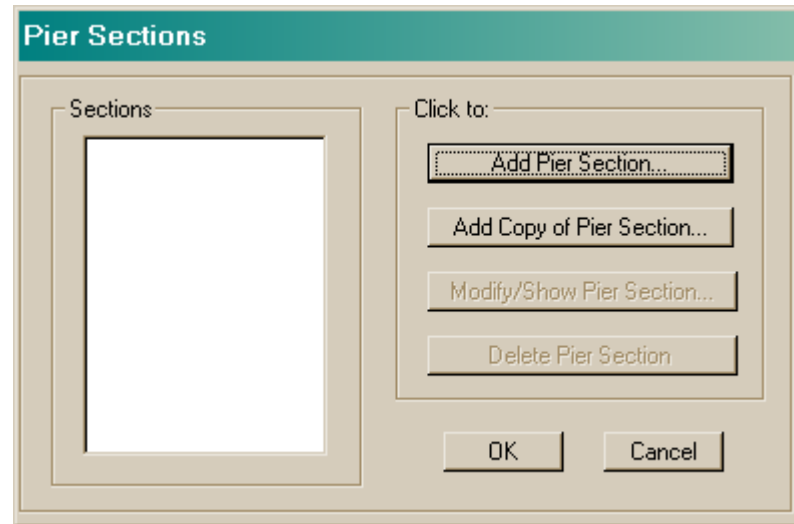 Pier Sections
Sections
Click to:
Add Pier Section...
Add Copy of Pier Section...
Modify/Show Pier Section...
Delete Pier Section
OK
Cancel